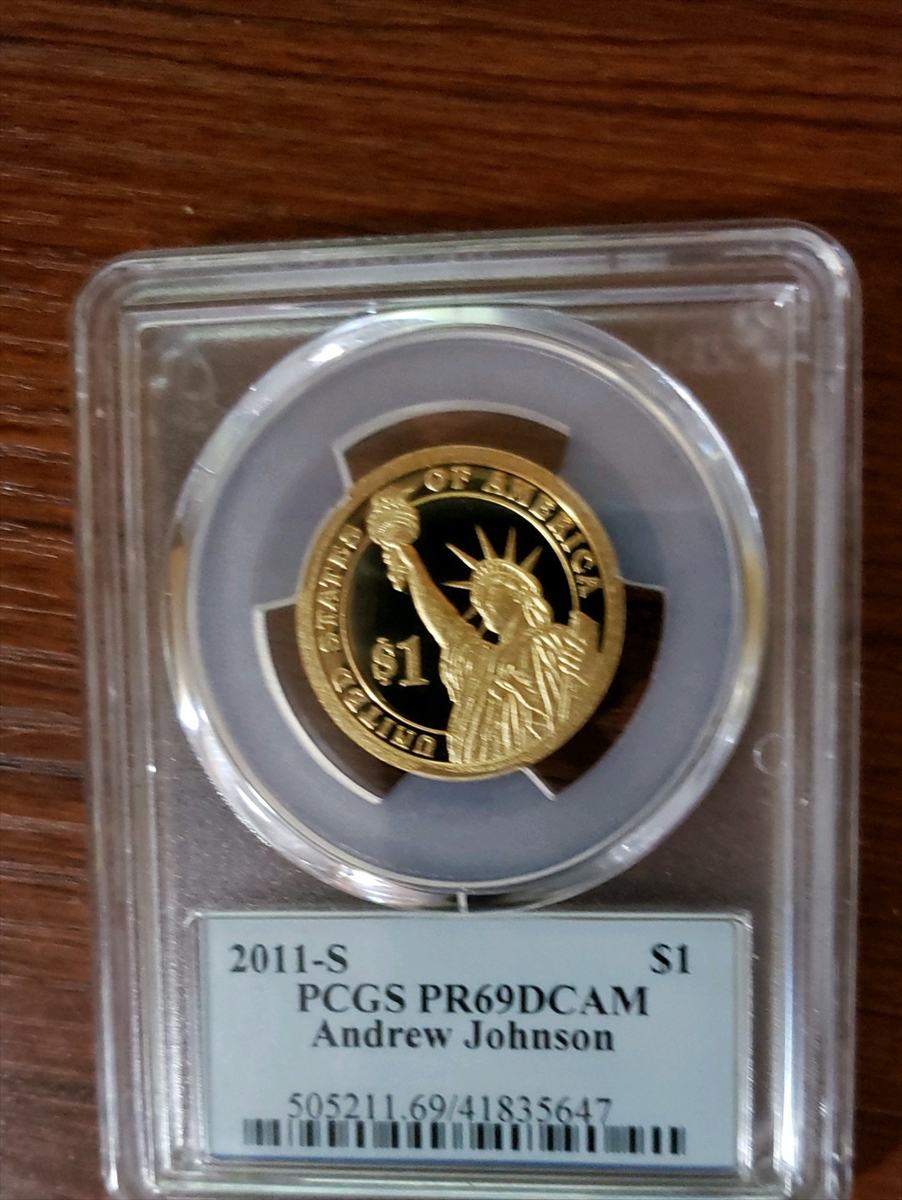 UNITED STATES OF AMERICA
$1
2011-S $1
PCGS PR69DCAM
Andrew Johnson
505211.69/41835647